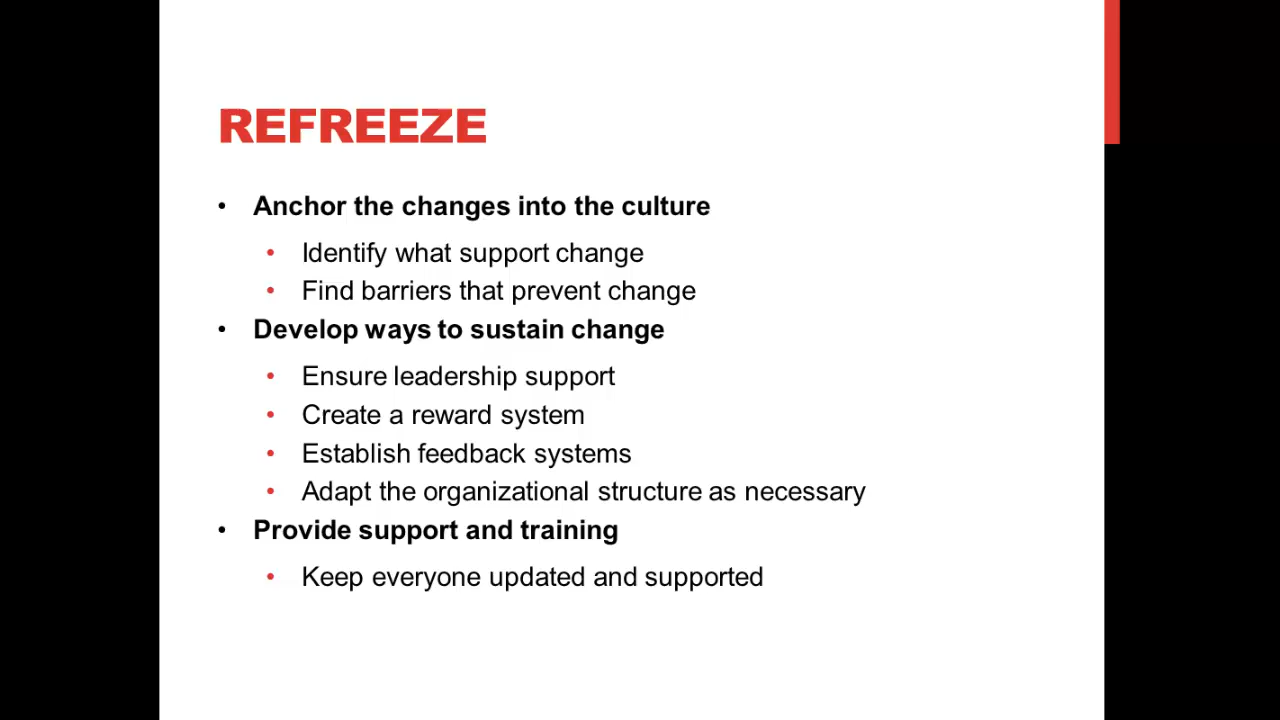 REFREEZE
• Anchor the changes into the culture
• Identify what support change
• Find barriers that prevent change
• Develop ways to sustain change
• Ensure leadership support
• Create a reward system
• Establish feedback systems
• Adapt the organizational structure as necessary
• Provide support and training
• Keep everyone updated and supported